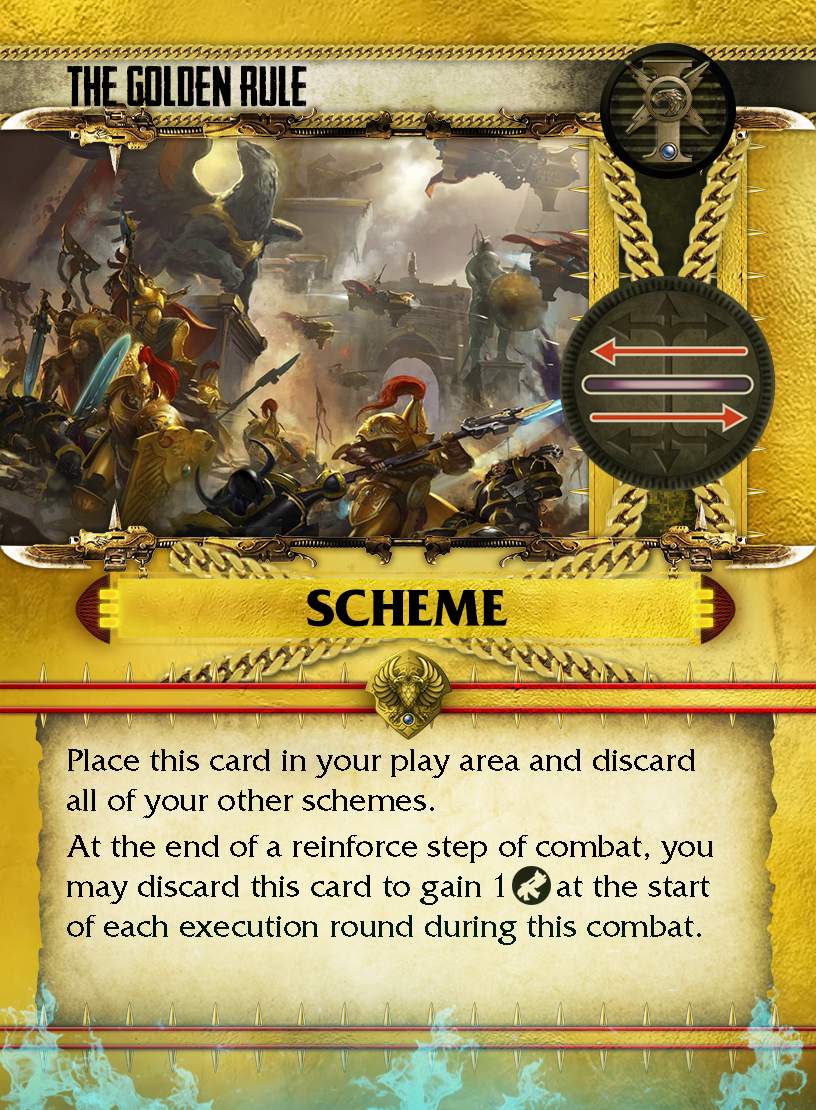 THE GOLDEN RULE
SCHEME
Place this card in your play area and discard
all of your other schemes.
At the end of a reinforce step of combat, you
may discard this card to gain 1 at the start
of each execution round during this combat.